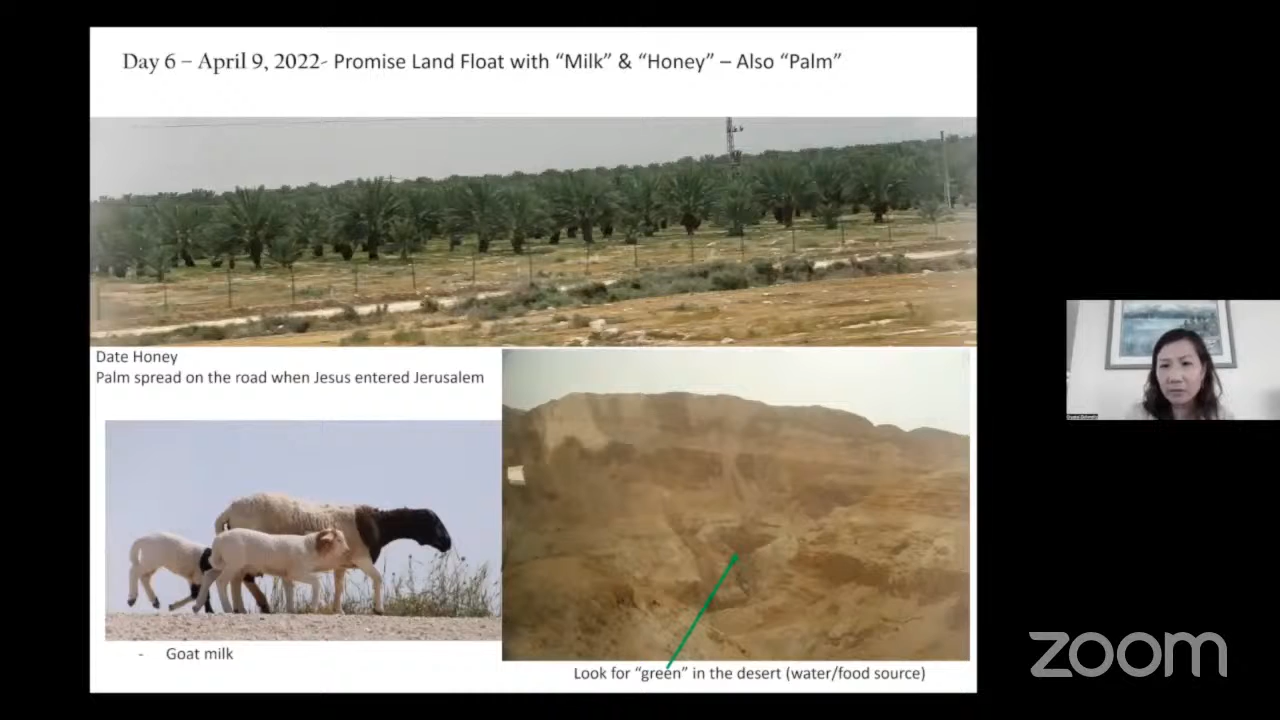 Day 6 – April 9, 2022- Promise Land Float with “Milk” & “Honey” – Also “Palm”
Date Honey
Palm spread on the road when Jesus entered Jerusalem
- Goat milk
Look for “green” in the desert (water/food source)
zoom